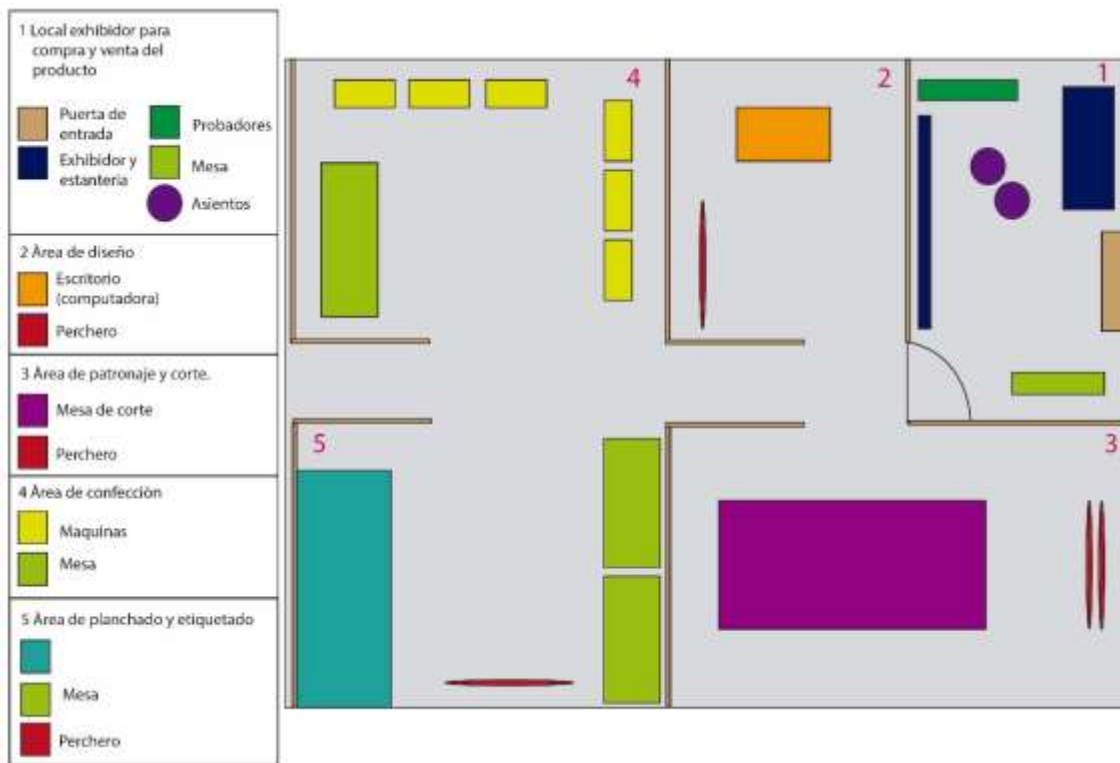 1 Local exhibidor para
compra y venta del
producto
Puerta de
entrada
Probadores
Exhibidor y
estantería
Mesa
Asientos
2 Área de diseño
Escritorio
(computadora)
Perchero
3 Área de patronaje y corte.
Mesa de corte
Perchero
4 Área de confección
Maquinas
Mesa
5 Área de planchado y etiquetado
Mesa
Perchero
4
2
1
5
3